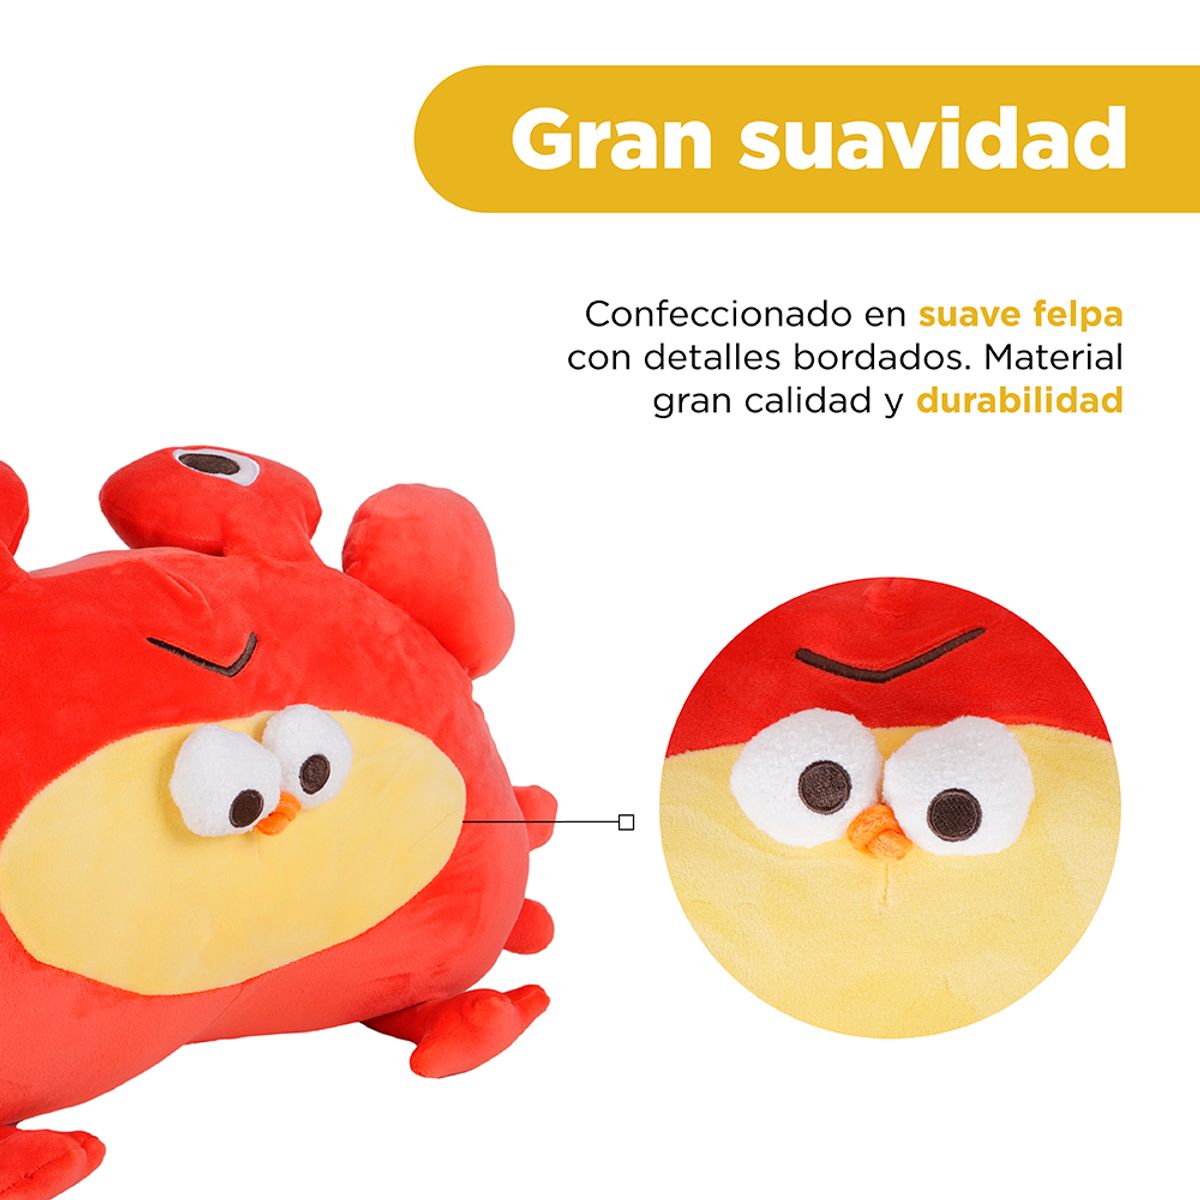 Gran suavidad
Confeccionado en suave felpa
con detalles bordados. Material
gran calidad y durabilidad